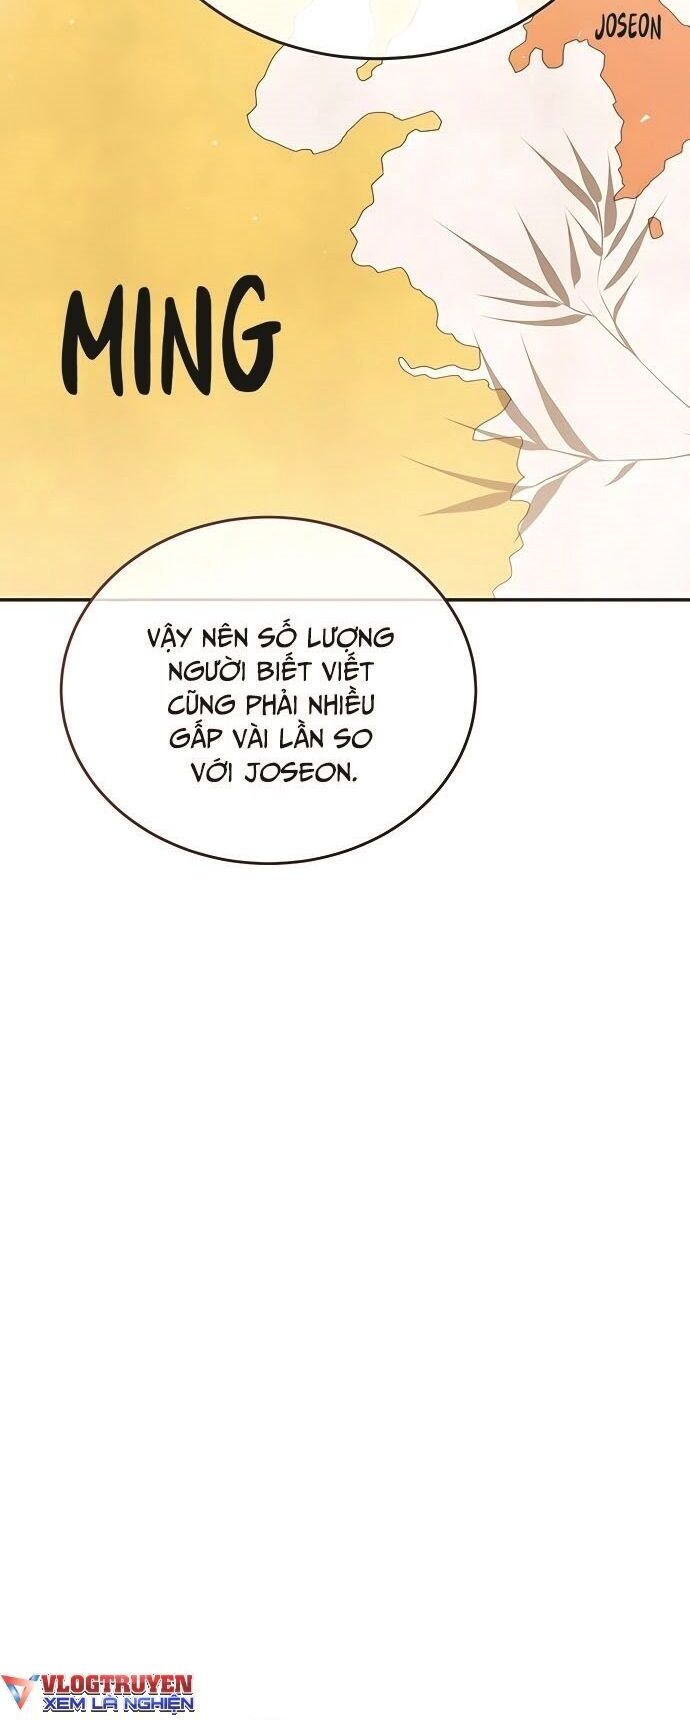 JOSEON
MING
VẬY NÊN SỐ LƯỢNG
NGƯỜI BIẾT VIẾT
CŨNG PHẢI NHIỀU
GẤP VÀI LẦN SO
VỚI JOSEON.
VLOGTRUYEN
XEM LÀ NGHIỆN